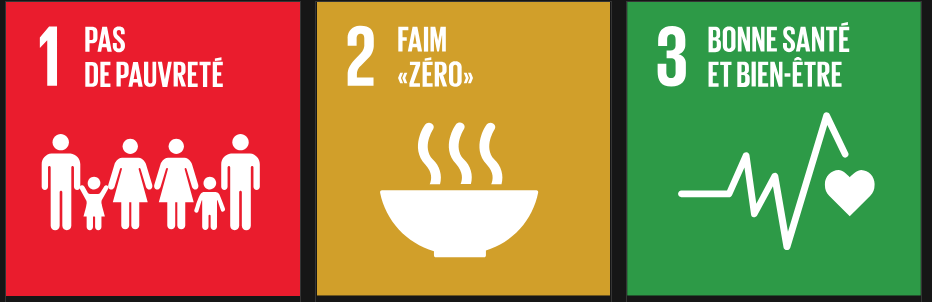 1 PAS
DE PAUVRETÉ
2 FAIM
«ZÉRO»
3 BONNE SANTÉ
ET BIEN-ÊTRE